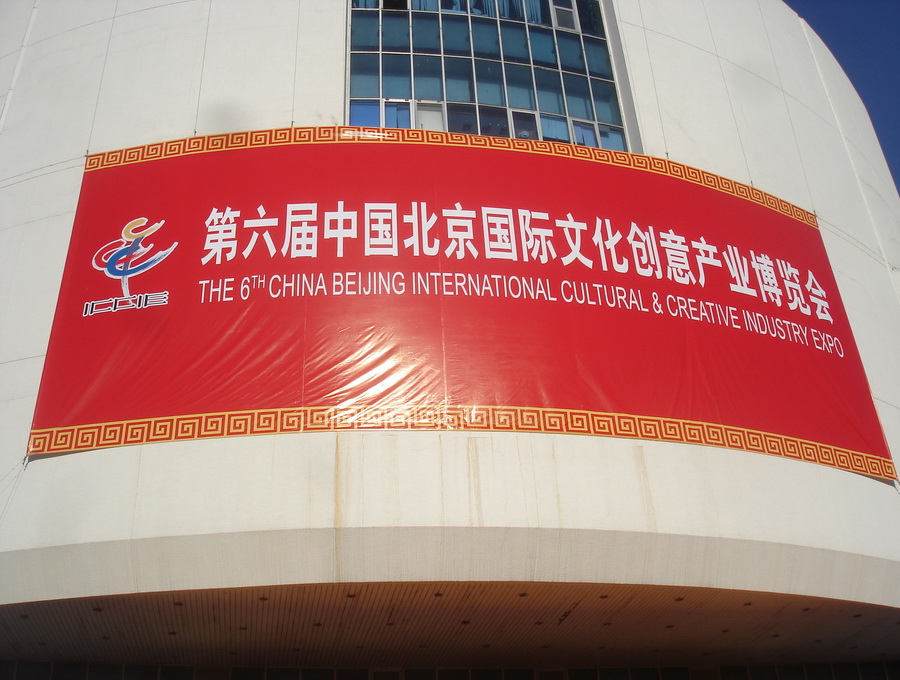 第六届中国北京国际文化创意产业博览会
THE 6TH CHINA BEIJING INTERNATIONAL CULTURAL & CREATIVE INDUSTRY EXPO
ICCIE